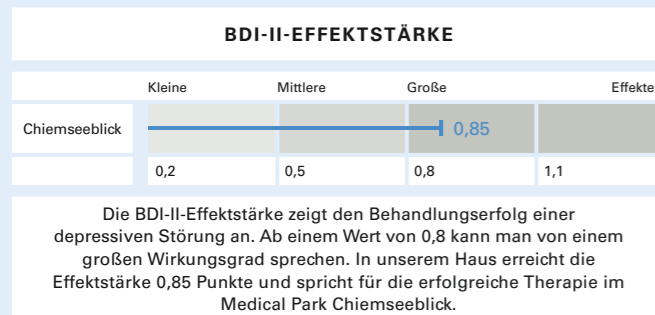 BDI-II-EFFEKTSTÄRKE
Kleine Mittlere Große Effekte
Chiemseeblick 0,85
0,2 0,5 0,8 1,1
Die BDI-II-Effektstärke zeigt den Behandlungserfolg einer
depressiven Störung an. Ab einem Wert von 0,8 kann man von einem
großen Wirkungsgrad sprechen. In unserem Haus erreicht die
Effektstärke 0,85 Punkte und spricht für die erfolgreiche Therapie im
Medical Park Chiemseeblick.